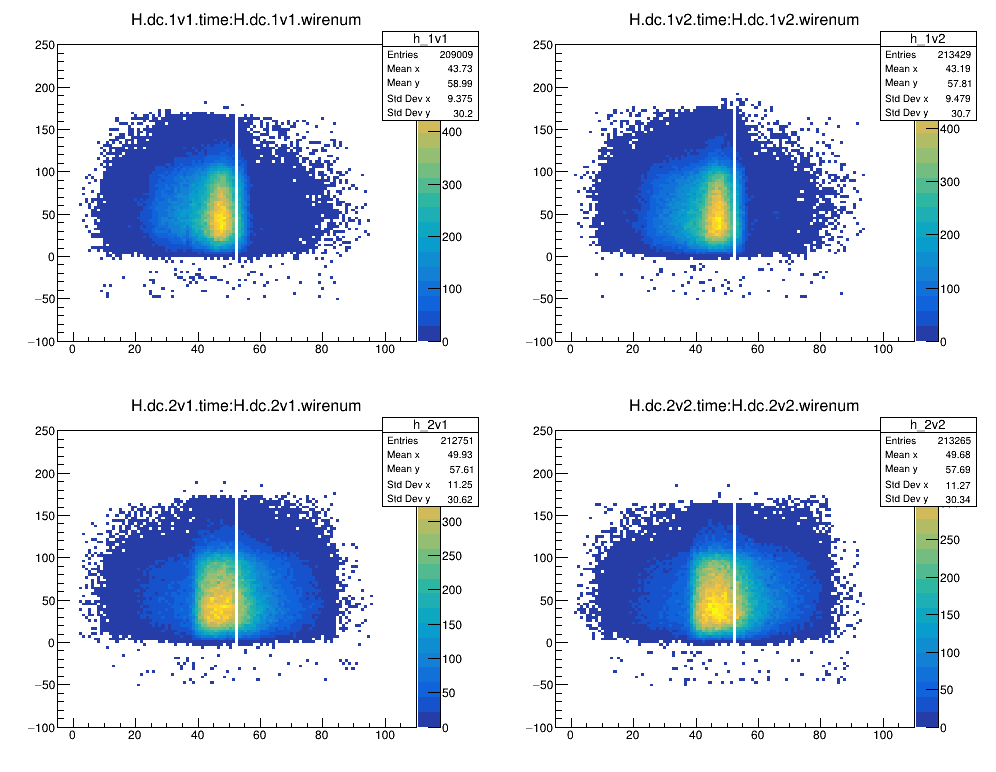 H.dc.1v1.time:H.dc.1v1.wirenum
h_1v1
Entries 209009
Mean x 43.73
Mean y 58.99
Std Dev x 9.375
Std Dev y 30.2
250
200
150
100
50
0
−50
−100
0 20 40 60 80 100
400
300
200
100
0
H.dc.1v2.time:H.dc.1v2.wirenum
h_1v2
Entries 213429
Mean x 43.19
Mean y 57.81
Std Dev x 9.479
Std Dev y 30.7
250
200
150
100
50
0
−50
−100
0 20 40 60 80 100
400
300
200
100
0
H.dc.2v1.time:H.dc.2v1.wirenum
h_2v1
Entries 212751
Mean x 49.93
Mean y 57.61
Std Dev x 11.25
Std Dev y 30.62
250
200
150
100
50
0
−50
−100
0 20 40 60 80 100
300
250
200
150
100
50
0
H.dc.2v2.time:H.dc.2v2.wirenum
h_2v2
Entries 213265
Mean x 49.68
Mean y 57.69
Std Dev x 11.27
Std Dev y 30.34
250
200
150
100
50
0
−50
−100
0 20 40 60 80 100
250
200
150
100
50
0